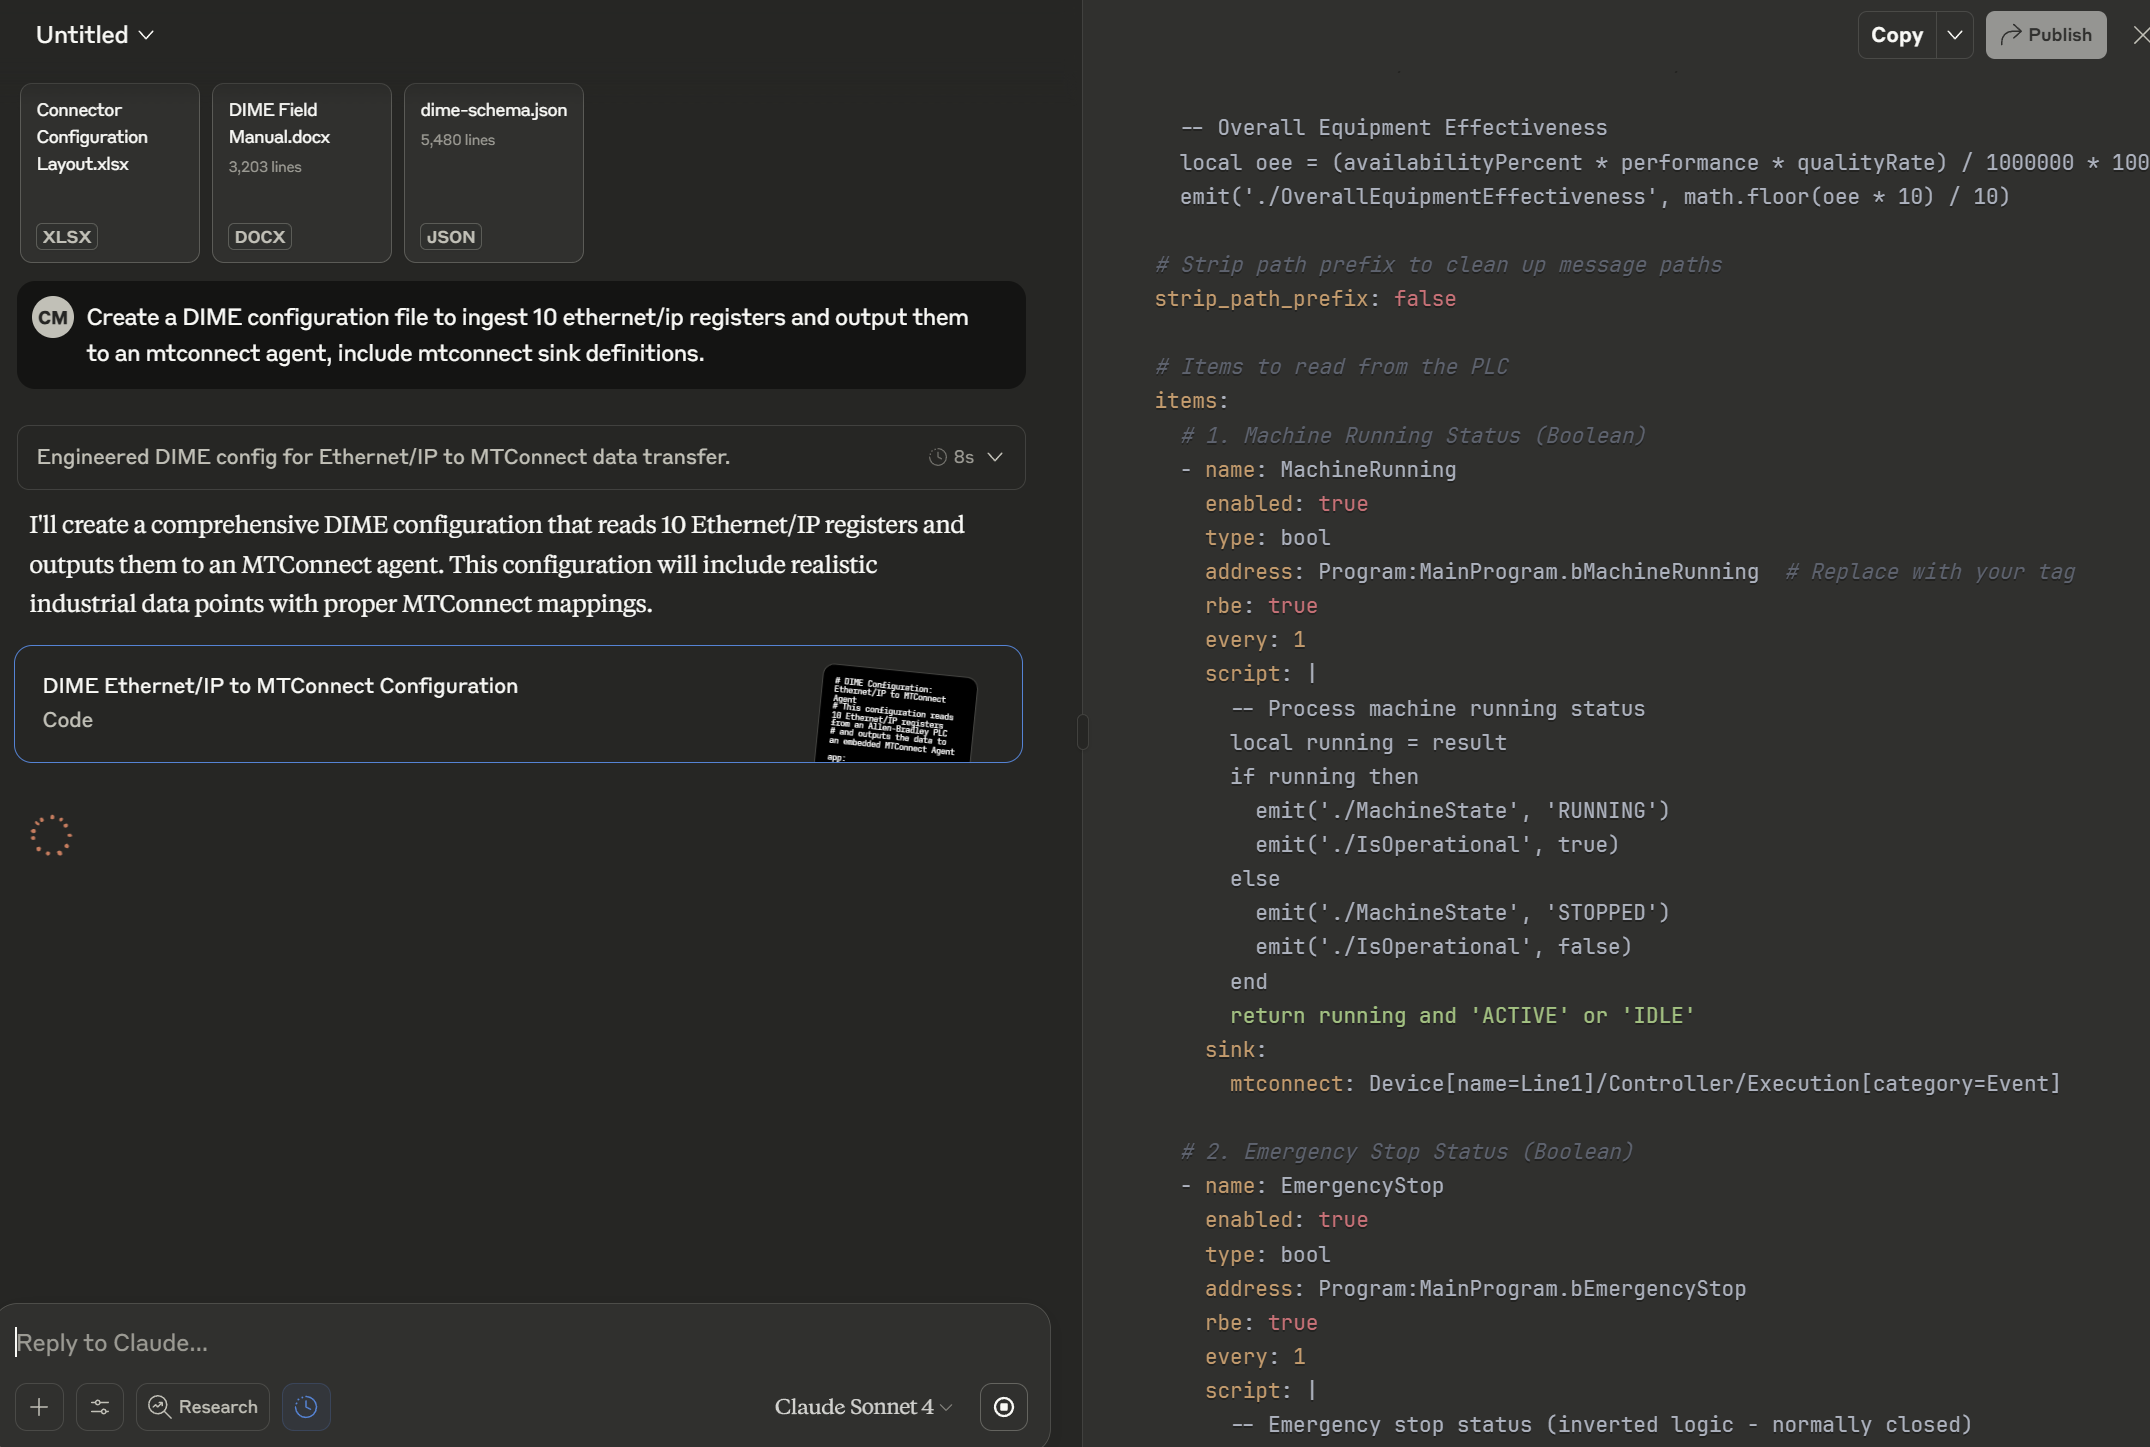 Untitled
Connector
Configuration
Layout.xlsx
XLSX
DIME Field
Manual.docx
3,203 lines
DOCX
dime-schema.json
5,480 lines
JSON
CM
Create a DIME configuration file to ingest 10 ethernet/ip registers and output them
to an mtconnect agent, include mtconnect sink definitions.
Engineered DIME config for Ethernet/IP to MTConnect data transfer.
8s
I'll create a comprehensive DIME configuration that reads 10 Ethernet/IP registers and
outputs them to an MTConnect agent. This configuration will include realistic
industrial data points with proper MTConnect mappings.
DIME Ethernet/IP to MTConnect Configuration
Code
# DIME Configuration:
Ethernet/IP to MTConnect
Agent
# This configuration reads
10 Ethernet/IP registers
from an Allen-Bradley PLC
# and outputs the data to
an embedded MTConnect Agent
app:
Reply to Claude...
Research
Claude Sonnet 4
Copy
Publish
-- Overall Equipment Effectiveness
local oee = (availabilityPercent * performance * qualityRate) / 1000000 * 100
emit('./OverallEquipmentEffectiveness', math.floor(oee * 10) / 10)
# Strip path prefix to clean up message paths
strip_path_prefix: false
# Items to read from the PLC
items:
# 1. Machine Running Status (Boolean)
- name: MachineRunning
enabled: true
type: bool
address: Program:MainProgram.bMachineRunning  # Replace with your tag
rbe: true
every: 1
script: |
-- Process machine running status
local running = result
if running then
emit('./MachineState', 'RUNNING')
emit('./IsOperational', true)
else
emit('./MachineState', 'STOPPED')
emit('./IsOperational', false)
end
return running and 'ACTIVE' or 'IDLE'
sink:
mtconnect: Device[name=Line1]/Controller/Execution[category=Event]
# 2. Emergency Stop Status (Boolean)
- name: EmergencyStop
enabled: true
type: bool
address: Program:MainProgram.bEmergencyStop
rbe: true
every: 1
script: |
-- Emergency stop status (inverted logic - normally closed)